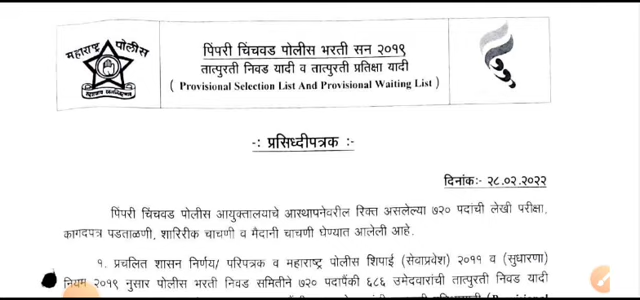 महाराष्ट्र पोलीस
पिंपरी चिंचवड पोलीस भरती सन २०१९
तात्पुरती निवड यादी व तात्पुरती प्रतिक्षा यादी
( Provisional Selection List And Provisional Waiting List )
-: प्रसिध्दीपत्रक :-
दिनांक:- २८.०२.२०२२
पिंपरी चिंचवड पोलीस आयुक्तालयाचे आस्थापनेवरील रिक्त असलेल्या ७२० पदांची लेखी परीक्षा,
कागदपत्र पडताळणी, शारिरीक चाचणी व मैदानी चाचणी घेण्यात आलेली आहे.
१. प्रचलित शासन निर्णय/ परिपत्रक व महाराष्ट्र पोलीस शिपाई (सेवाप्रवेश) २०११ व (सुधारणा)
नियम २०१९ नुसार पोलीस भरती निवड समितीने ७२० पदापैकी ६८६ उमेदवारांची तात्पुरती निवड यादी